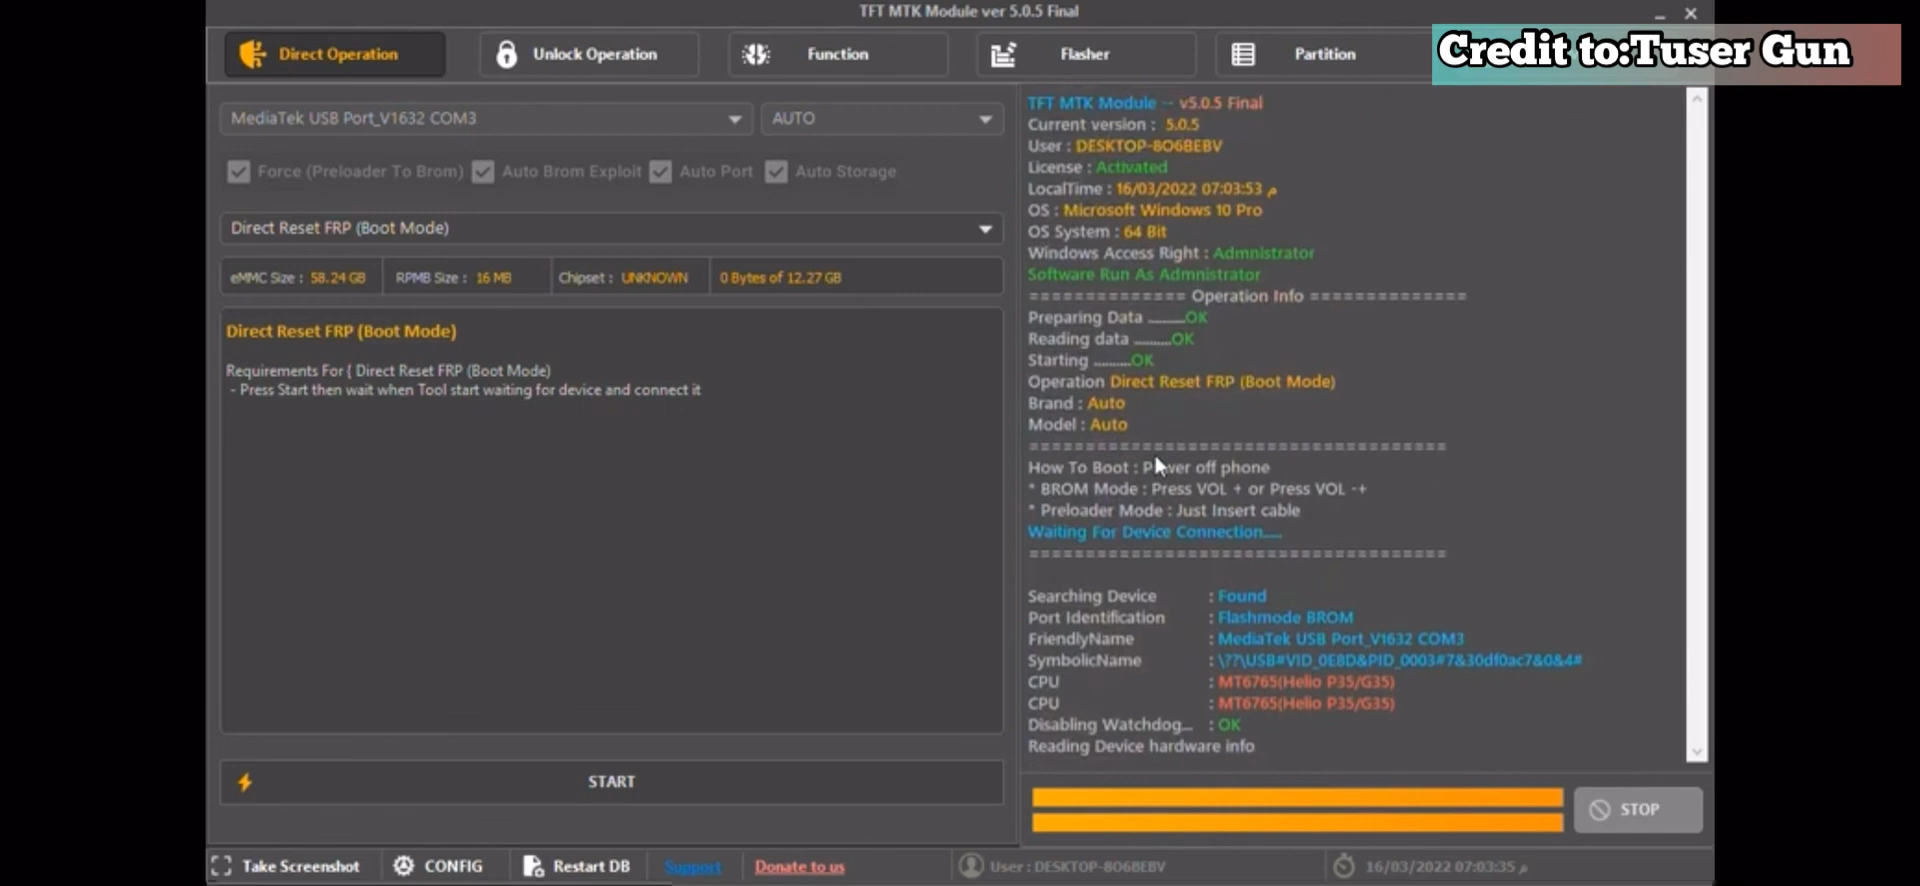 TFT MTK Module ver 5.0.5 Final
Direct Operation
Unlock Operation
Function
Flasher
Partition
Credit to:Tuser Gun
MediaTek USB Port_V1632 COM3
AUTO
Force (Preloader To Brom)
Auto Brom Exploit
Auto Port
Auto Storage
Direct Reset FRP (Boot Mode)
eMMC Size : 58.24 GB
RPMB Size : 16 MB
Chipset : UNKNOWN
0 Bytes of 12.27 GB
Direct Reset FRP (Boot Mode)
Requirements For { Direct Reset FRP (Boot Mode)
- Press Start then wait when Tool start waiting for device and connect it
START
TFT MTK Module -- v5.0.5 Final
Current version : 5.0.5
User : DESKTOP-8O6BEBV
License : Activated
LocalTime : 16/03/2022 07:03:53 م
OS : Microsoft Windows 10 Pro
OS System : 64 Bit
Windows Access Right : Admnistrator
Software Run As Admnistrator
============== Operation Info ==============
Preparing Data .........OK
Reading data .........OK
Starting .........OK
Operation Direct Reset FRP (Boot Mode)
Brand : Auto
Model : Auto
=====================================
How To Boot : Power off phone
* BROM Mode : Press VOL + or Press VOL -+
* Preloader Mode : Just Insert cable
Waiting For Device Connection.....
=====================================
Searching Device : Found
Port Identification : Flashmode BROM
FriendlyName : MediaTek USB Port_V1632 COM3
SymbolicName : \??\USB#VID_0E8D&PID_0003#7&30df0ac7&0&4#
CPU : MT6765(Helio P35/G35)
CPU : MT6765(Helio P35/G35)
Disabling Watchdog... : OK
Reading Device hardware info
STOP
Take Screenshot
CONFIG
Restart DB
Support
Donate to us
User : DESKTOP-8O6BEBV
16/03/2022 07:03:35 م